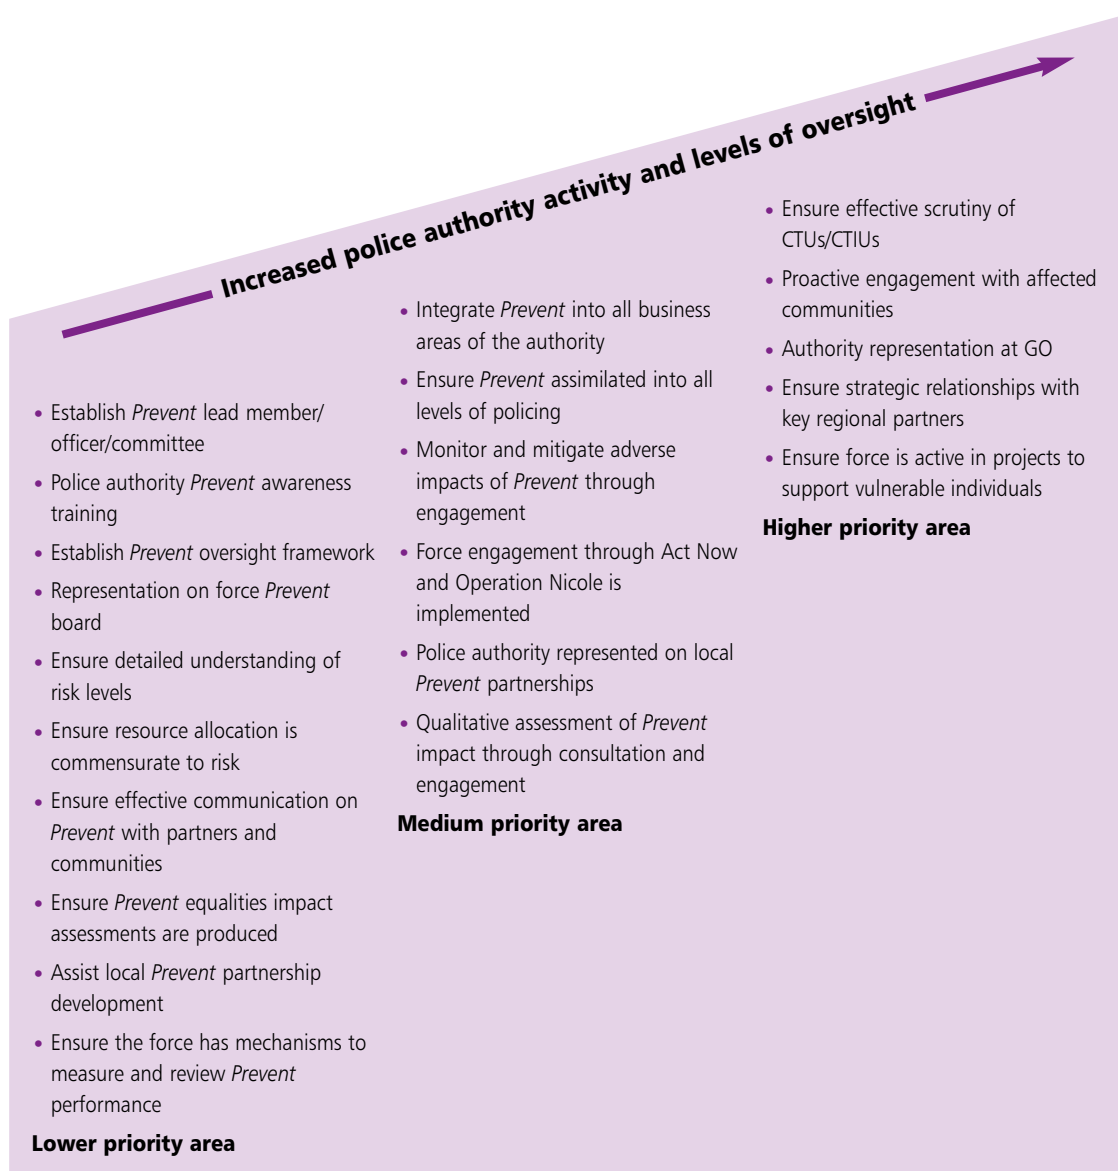 Increased police authority activity and levels of oversight
• Establish Prevent lead member/
officer/committee
• Police authority Prevent awareness
training
• Establish Prevent oversight framework
• Representation on force Prevent
board
• Ensure detailed understanding of
risk levels
• Ensure resource allocation is
commensurate to risk
• Ensure effective communication on
Prevent with partners and
communities
• Ensure Prevent equalities impact
assessments are produced
• Assist local Prevent partnership
development
• Ensure the force has mechanisms to
measure and review Prevent
performance
Lower priority area
• Integrate Prevent into all business
areas of the authority
• Ensure Prevent assimilated into all
levels of policing
• Monitor and mitigate adverse
impacts of Prevent through
engagement
• Force engagement through Act Now
and Operation Nicole is
implemented
• Police authority represented on local
Prevent partnerships
• Qualitative assessment of Prevent
impact through consultation and
engagement
Medium priority area
• Ensure effective scrutiny of
CTUs/CTIUs
• Proactive engagement with affected
communities
• Authority representation at GO
• Ensure strategic relationships with
key regional partners
• Ensure force is active in projects to
support vulnerable individuals
Higher priority area